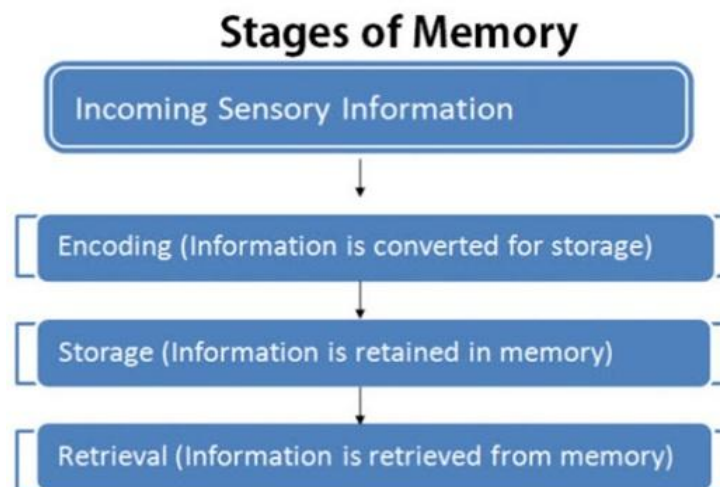 Stages of Memory
Incoming Sensory Information
Encoding (Information is converted for storage)
Storage (Information is retained in memory)
Retrieval (Information is retrieved from memory)